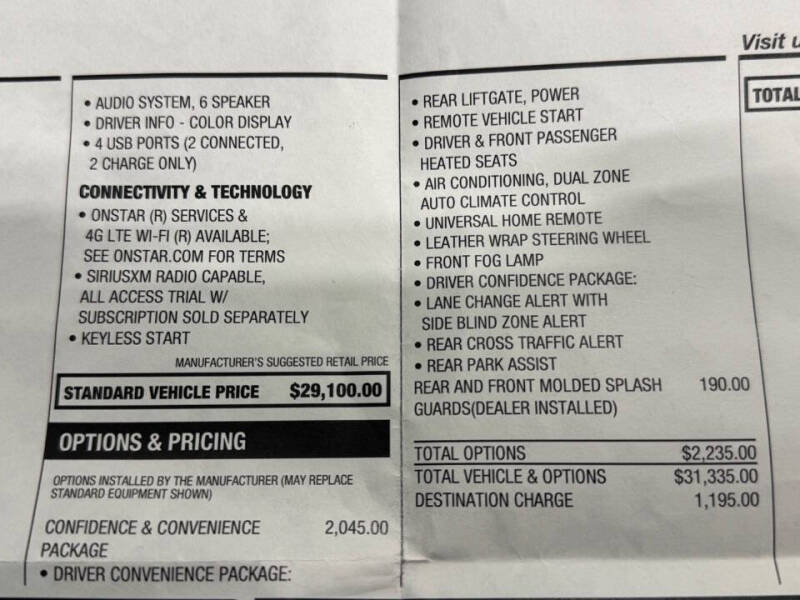 • AUDIO SYSTEM, 6 SPEAKER
• DRIVER INFO - COLOR DISPLAY
• 4 USB PORTS (2 CONNECTED,
2 CHARGE ONLY)
CONNECTIVITY & TECHNOLOGY
• ONSTAR (R) SERVICES &
4G LTE WI-FI (R) AVAILABLE;
SEE ONSTAR.COM FOR TERMS
• SIRIUSXM RADIO CAPABLE,
ALL ACCESS TRIAL W/
SUBSCRIPTION SOLD SEPARATELY
• KEYLESS START
MANUFACTURER'S SUGGESTED RETAIL PRICE
STANDARD VEHICLE PRICE $29,100.00
OPTIONS & PRICING
OPTIONS INSTALLED BY THE MANUFACTURER (MAY REPLACE
STANDARD EQUIPMENT SHOWN)
CONFIDENCE & CONVENIENCE 2,045.00
PACKAGE
• DRIVER CONVENIENCE PACKAGE:
• REAR LIFTGATE, POWER
• REMOTE VEHICLE START
• DRIVER & FRONT PASSENGER
HEATED SEATS
• AIR CONDITIONING, DUAL ZONE
AUTO CLIMATE CONTROL
• UNIVERSAL HOME REMOTE
• LEATHER WRAP STEERING WHEEL
• FRONT FOG LAMP
• DRIVER CONFIDENCE PACKAGE:
• LANE CHANGE ALERT WITH
SIDE BLIND ZONE ALERT
• REAR CROSS TRAFFIC ALERT
• REAR PARK ASSIST
REAR AND FRONT MOLDED SPLASH 190.00
GUARDS(DEALER INSTALLED)
TOTAL OPTIONS $2,235.00
TOTAL VEHICLE & OPTIONS $31,335.00
DESTINATION CHARGE 1,195.00
Visit
TOTAL